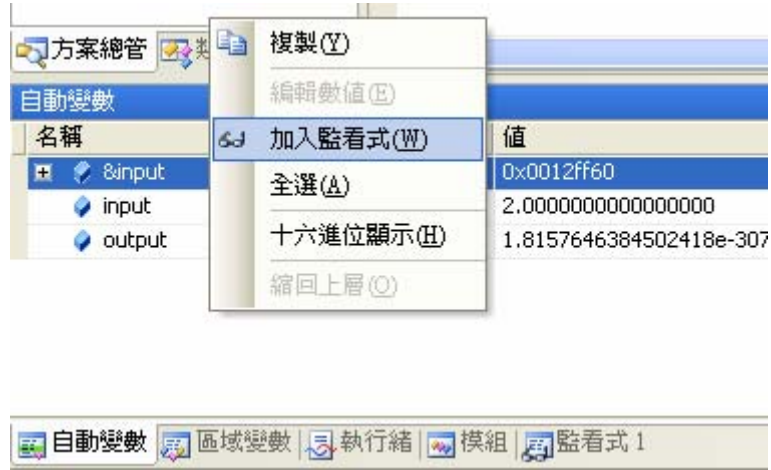 方案總管
複製(Y)
編輯數值(E)
加入監看式(W)
全選(A)
十六進位顯示(H)
縮回上層(O)
自動變數
名稱 值
&input 0x0012ff60
input 2.0000000000000000
output 1.8157646384502418e-307
自動變數 區域變數 執行緒 模組 監看式 1